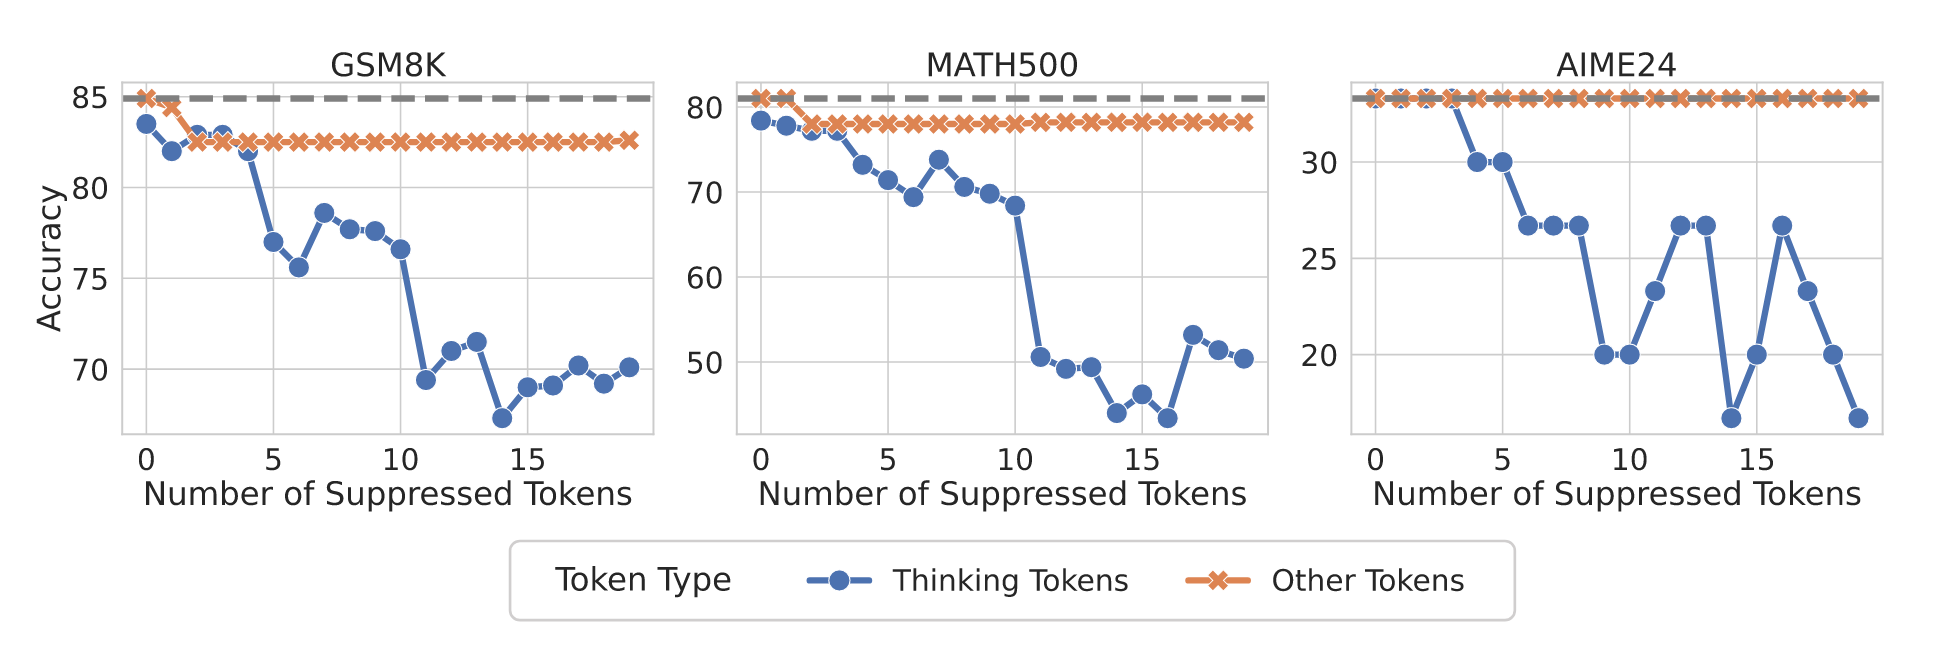 GSM8K
MATH500
AIME24
Accuracy
85
80
75
70
0 5 10 15
Number of Suppressed Tokens
80
70
60
50
0 5 10 15
Number of Suppressed Tokens
30
25
20
0 5 10 15
Number of Suppressed Tokens
Token Type Thinking Tokens Other Tokens